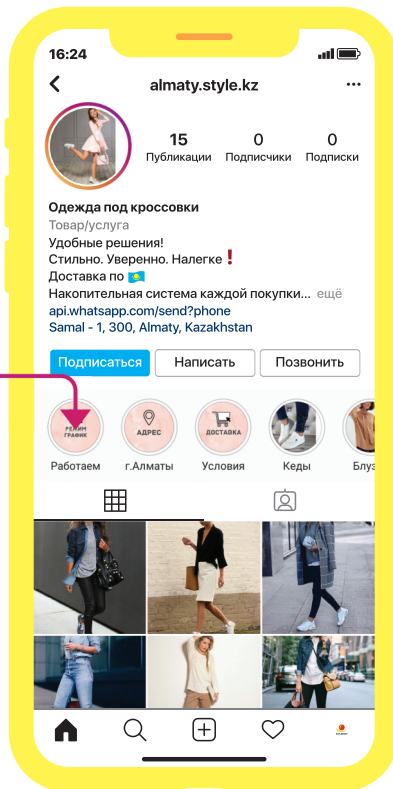 16:24
almaty.style.kz
15 0 0
Публикации Подписчики Подписки
Одежда под кроссовки
Товар/услуга
Удобные решения!
Стильно. Уверенно. Налегке❗
Доставка по 🇰🇿
Накопительная система каждой покупки... ещё
api.whatsapp.com/send?phone
Samal - 1, 300, Almaty, Kazakhstan
Подписаться Написать Позвонить
РЕЖИМ
ГРАФИК
АДРЕС
ДОСТАВКА
Работаем г.Алматы Условия Кеды Блуз